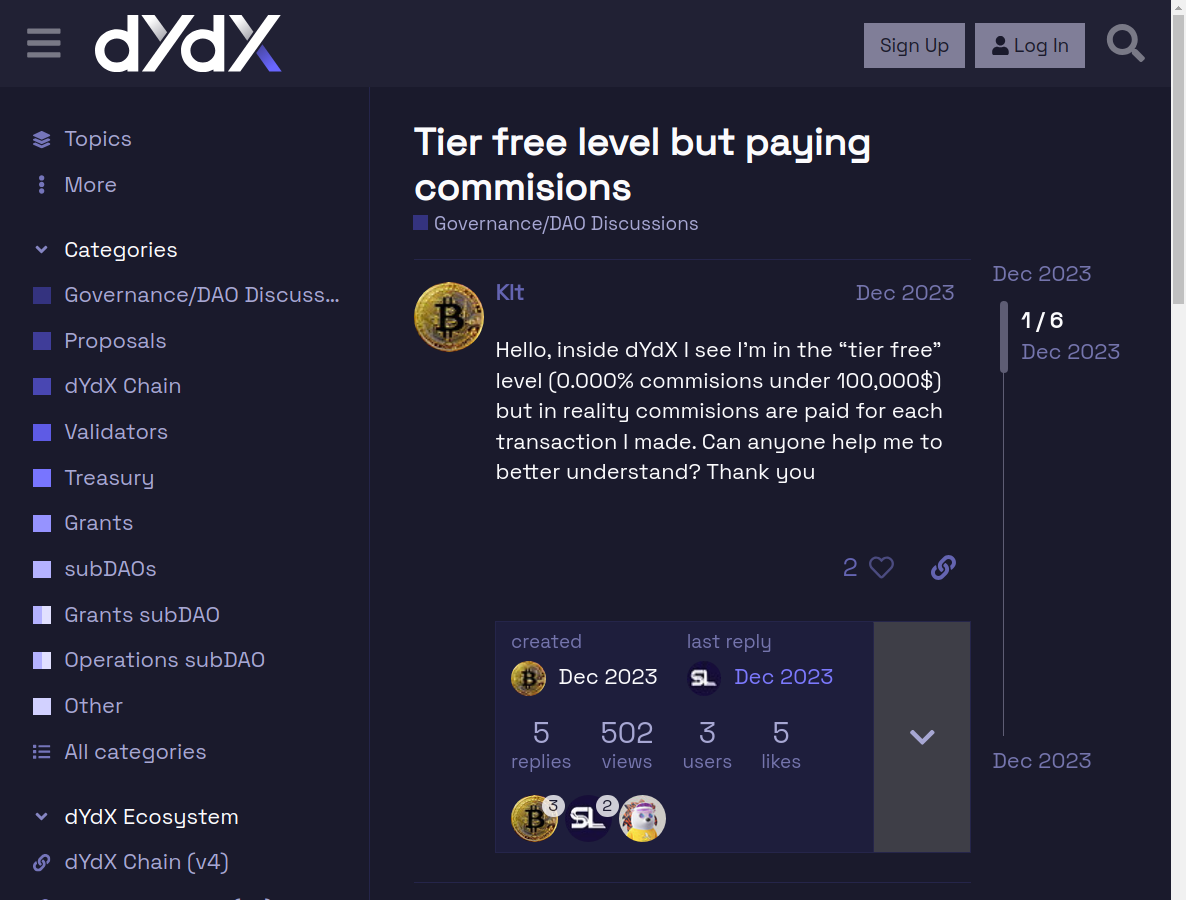 dYdX
Sign Up
Log In
Topics
More
Categories
Governance/DAO Discuss...
Proposals
dYdX Chain
Validators
Treasury
Grants
subDAOs
Grants subDAO
Operations subDAO
Other
All categories
dYdX Ecosystem
dYdX Chain (v4)
Tier free level but paying
commisions
Governance/DAO Discussions
KIt
Dec 2023
Hello, inside dYdX I see I'm in the “tier free”
level (0.000% commisions under 100,000$)
but in reality commisions are paid for each
transaction I made. Can anyone help me to
better understand? Thank you
2
created
last reply
Dec 2023
SL
Dec 2023
5
502
3
5
replies
views
users
likes
3
SL
2
Dec 2023
1 / 6
Dec 2023
Dec 2023